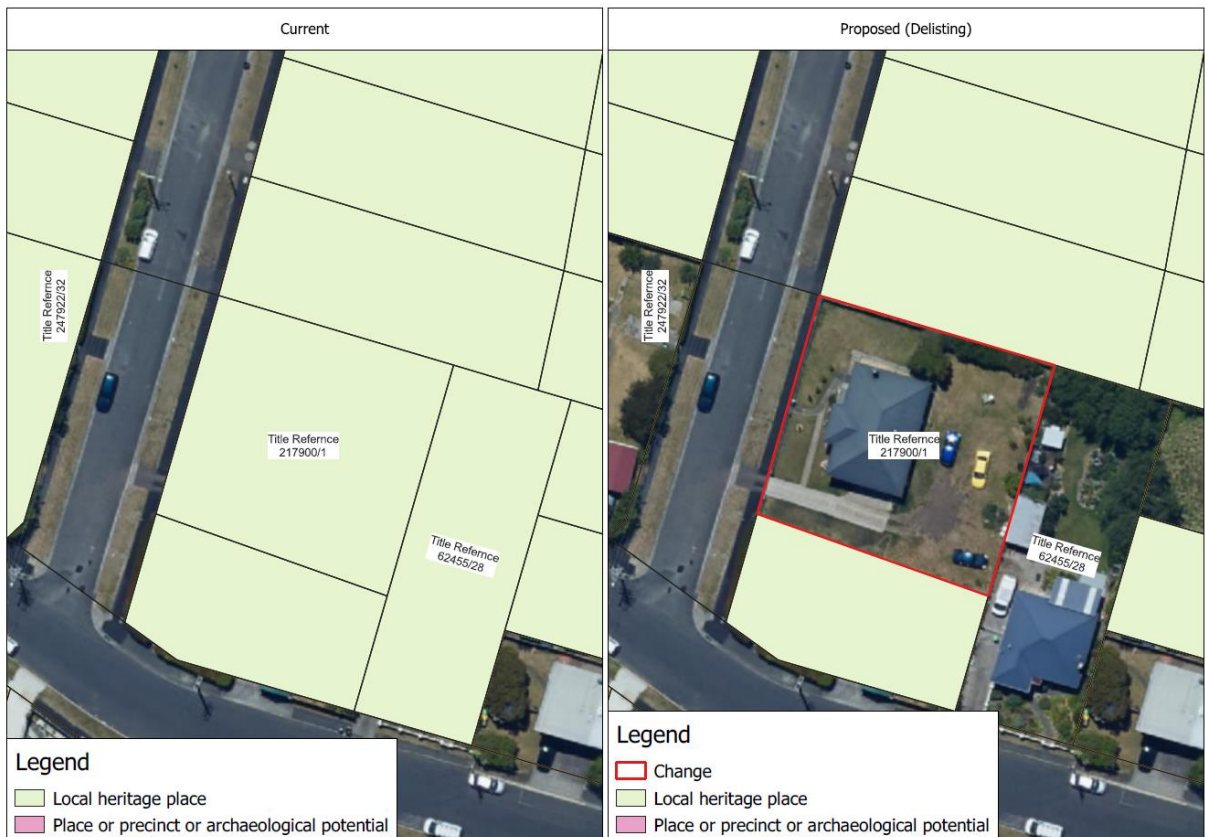 Current
Title Refernce
247922/32
Title Refernce
217900/1
Title Refernce
62455/28
Legend
Local heritage place
Place or precinct or archaeological potential
Proposed (Delisting)
Title Refernce
247922/32
Title Refernce
217900/1
Title Refernce
62455/28
Legend
Change
Local heritage place
Place or precinct or archaeological potential